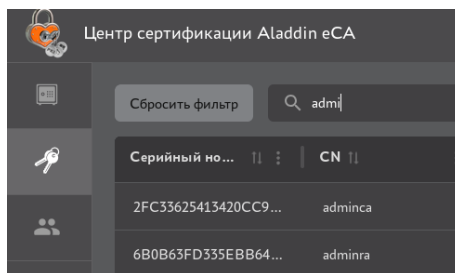 Центр сертификации Aladdin eCA
Сбросить фильтр admi
Серийный но... CN
2FC33625413420CC9... adminca
6B0B63FD335EBB64... adminra